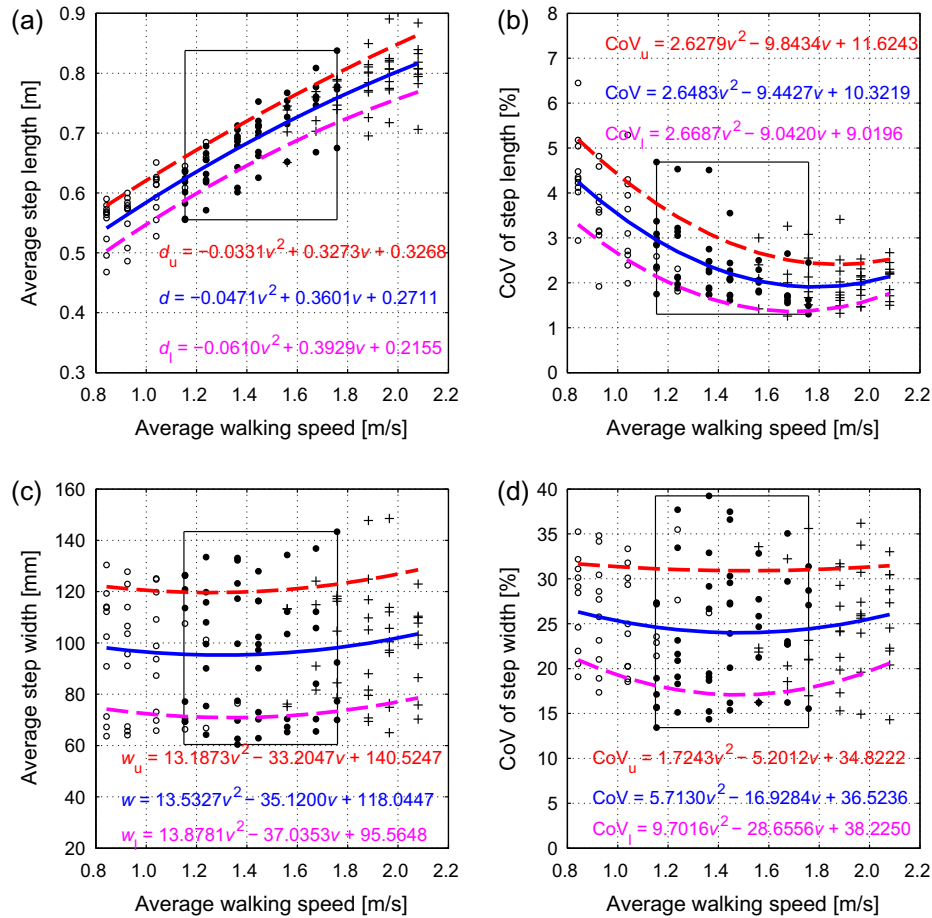 (a)
0.9
0.8
0.7
0.6
0.5
0.4
0.3
Average step length [m]
d_u = −0.0331v² + 0.3273v + 0.3268
d = −0.0471v² + 0.3601v + 0.2711
d_l = −0.0610v² + 0.3929v + 0.2155
0.8 1.0 1.2 1.4 1.6 1.8 2.0 2.2
Average walking speed [m/s]
(b)
8
7
6
5
4
3
2
1
0
CoV of step length [%]
CoV_u = 2.6279v² − 9.8434v + 11.6243
CoV = 2.6483v² − 9.4427v + 10.3219
CoV_l = 2.6687v² − 9.0420v + 9.0196
0.8 1.0 1.2 1.4 1.6 1.8 2.0 2.2
Average walking speed [m/s]
(c)
160
140
120
100
80
60
40
20
Average step width [mm]
w_u = 13.1873v² − 33.2047v + 140.5247
w = 13.5327v² − 35.1200v + 118.0447
w_l = 13.8781v² − 37.0353v + 95.5648
0.8 1.0 1.2 1.4 1.6 1.8 2.0 2.2
Average walking speed [m/s]
(d)
40
35
30
25
20
15
10
5
0
CoV of step width [%]
CoV_u = 1.7243v² − 5.2012v + 34.8222
CoV = 5.7130v² − 16.9284v + 36.5236
CoV_l = 9.7016v² − 28.6556v + 38.2250
0.8 1.0 1.2 1.4 1.6 1.8 2.0 2.2
Average walking speed [m/s]